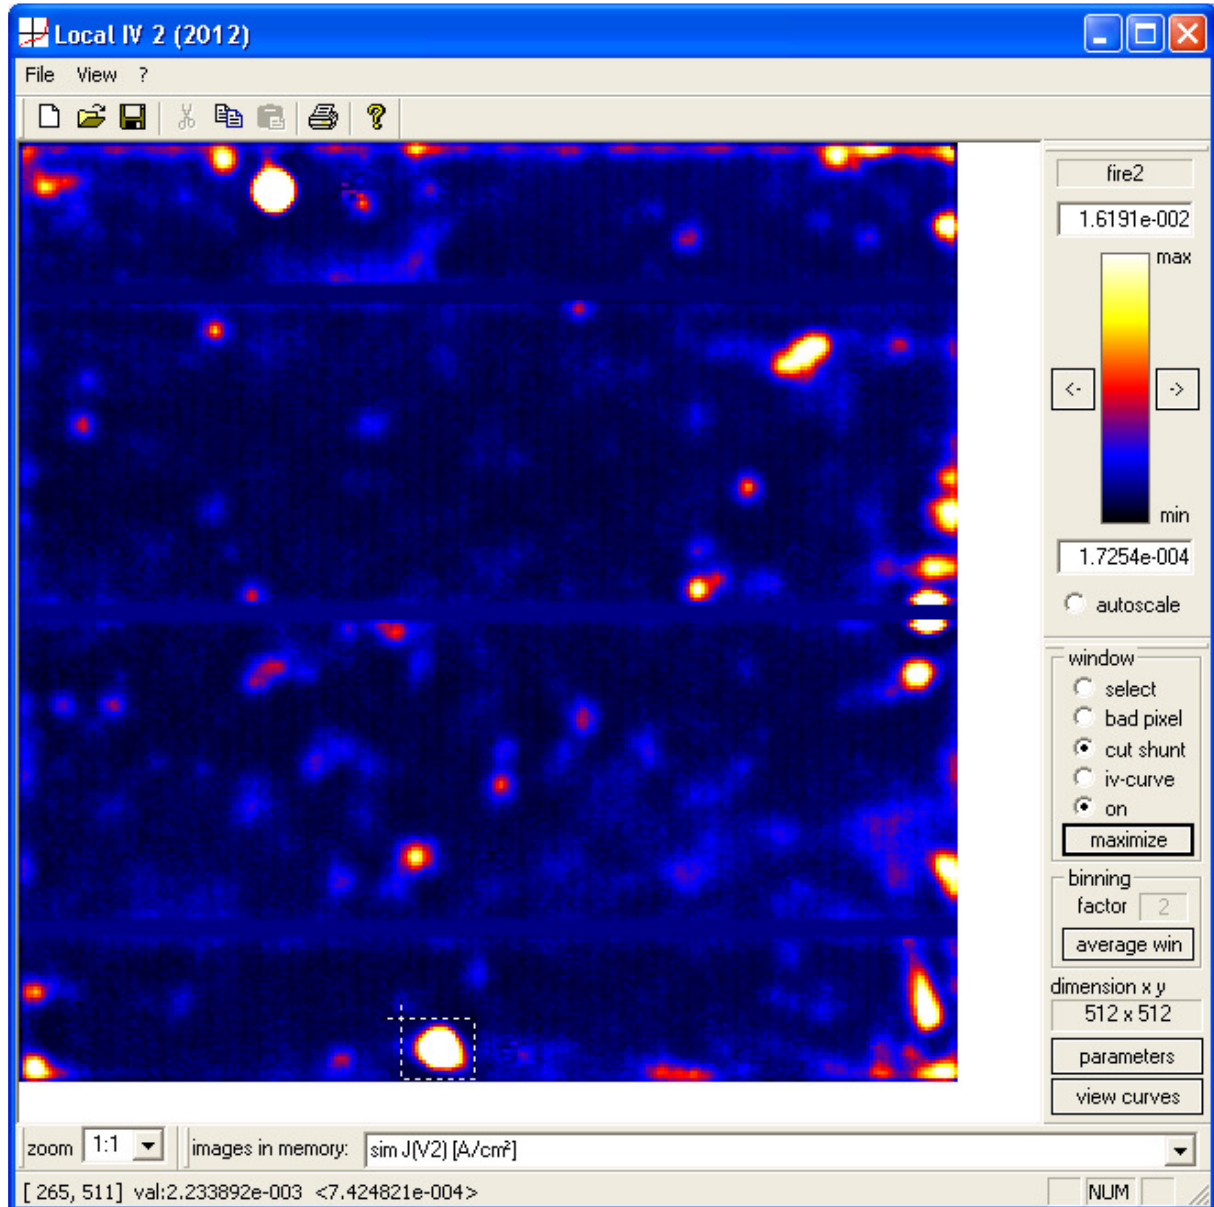 Local IV 2 (2012)
File View ?
fire2
1.6191e-002
max
<- ->
min
1.7254e-004
autoscale
window
select
bad pixel
cut shunt
iv-curve
on
maximize
binning
factor 2
average win
dimension x y
512 x 512
parameters
view curves
zoom 1:1 images in memory: sim J(V2) [A/cm²]
[ 265, 511] val:2.233892e-003 <7.424821e-004> NUM